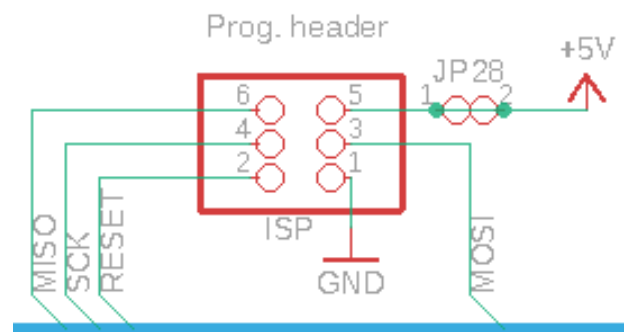 Prog. header
+5V
JP28
6 5 1 2
4 3
2 1
ISP
MISO
SCK
RESET
MOSI
GND